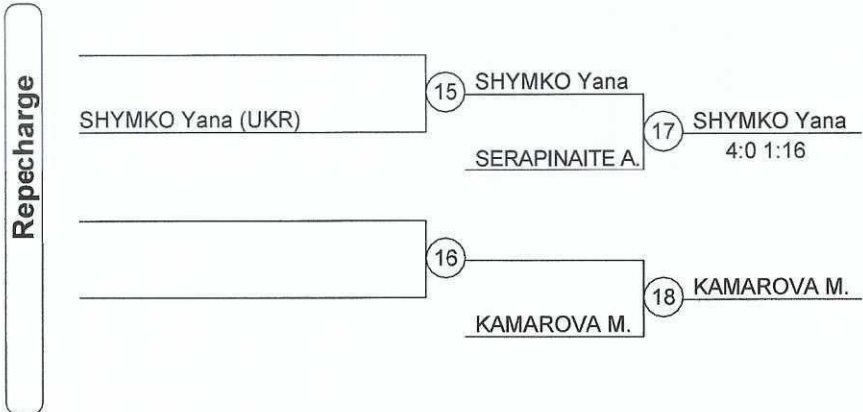 Repecharge
SHYMKO Yana (UKR)
15
SHYMKO Yana
SERAPINAITE A.
17
SHYMKO Yana
4:0 1:16
16
KAMAROVA M.
18
KAMAROVA M.